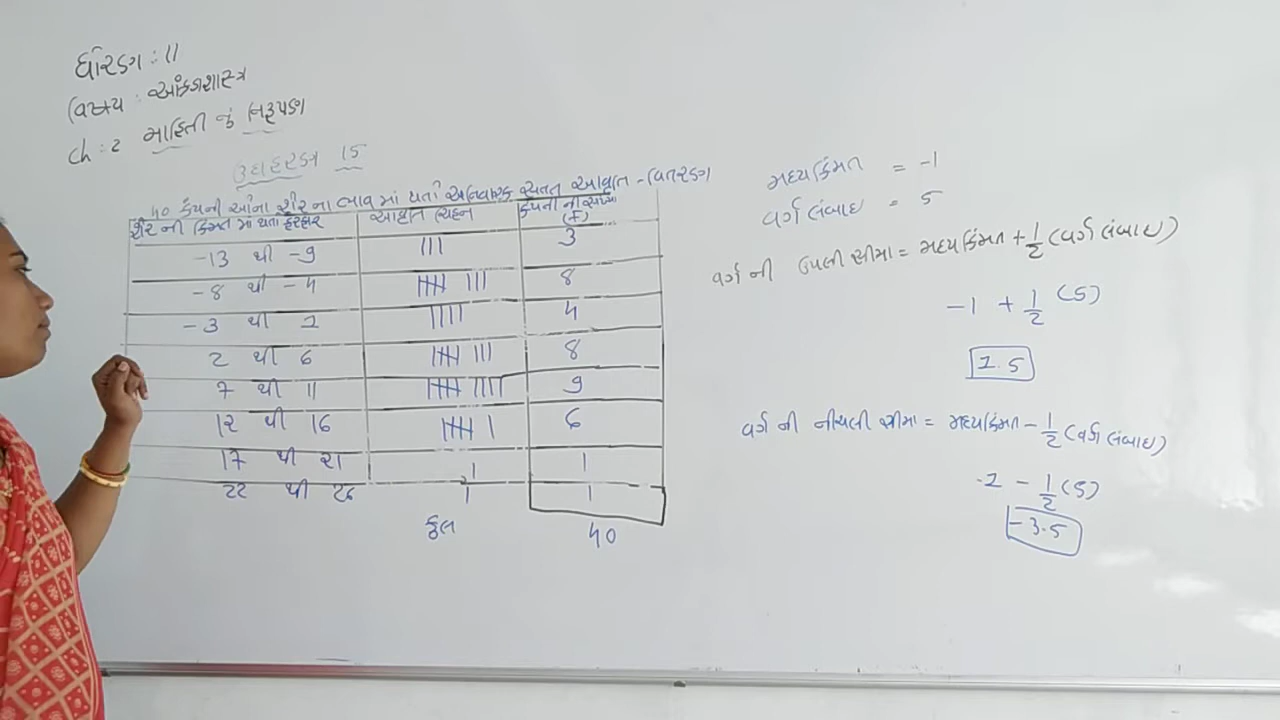 ધોરણ : 11
વિષય : આંકડાશાસ્ત્ર
ch : 2 માહિતી નું નિરૂપણ
ઉદાહરણ 15
40 કંપની ઓના શેર ના ભાવ માં થતા અનિવારક સતત આવૃત્તિ - વિતરણ
શેર ની કિંમત માં થતા ફેરફાર આવૃત્તિ ચિહ્ન કંપની ની સંખ્યા (f)
-13 થી -9 ||| 3
-8 થી -4 |||| ||| 8
-3 થી 1 |||| 4
2 થી 6 |||| ||| 8
7 થી 11 |||| |||| 9
12 થી 16 |||| | 6
17 થી 21 | 1
22 થી 26 | 1
કુલ 40
મધ્યકિંમત = -1
વર્ગ લંબાઈ = 5
વર્ગ ની ઉપલી સીમા = મધ્યકિંમત + 1/2 (વર્ગ લંબાઈ)
-1 + 1/2 (5)
1.5
વર્ગ ની નીચલી સીમા = મધ્યકિંમત - 1/2 (વર્ગ લંબાઈ)
-1 - 1/2 (5)
-3.5